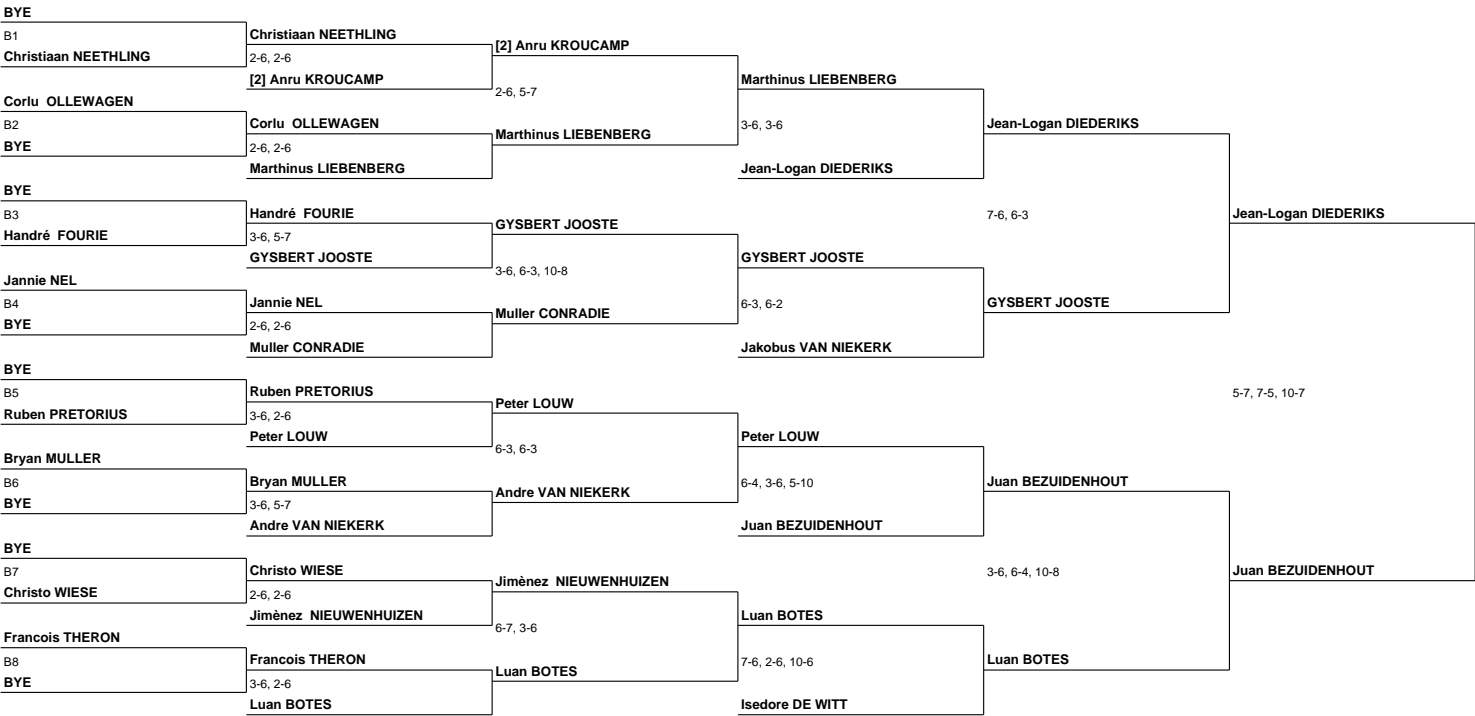 BYE
B1
Christiaan NEETHLING
Corlu OLLEWAGEN
B2
BYE
BYE
B3
Handré FOURIE
Jannie NEL
B4
BYE
BYE
B5
Ruben PRETORIUS
Bryan MULLER
B6
BYE
BYE
B7
Christo WIESE
Francois THERON
B8
BYE
Christiaan NEETHLING
2-6, 2-6
[2] Anru KROUCAMP
Corlu OLLEWAGEN
2-6, 2-6
Marthinus LIEBENBERG
Handré FOURIE
3-6, 5-7
GYSBERT JOOSTE
Jannie NEL
2-6, 2-6
Muller CONRADIE
Ruben PRETORIUS
3-6, 2-6
Peter LOUW
Bryan MULLER
3-6, 5-7
Andre VAN NIEKERK
Christo WIESE
2-6, 2-6
Jimènez NIEUWENHUIZEN
Francois THERON
3-6, 2-6
Luan BOTES
[2] Anru KROUCAMP
2-6, 5-7
Marthinus LIEBENBERG
GYSBERT JOOSTE
3-6, 6-3, 10-8
Muller CONRADIE
Peter LOUW
6-3, 6-3
Andre VAN NIEKERK
Jimènez NIEUWENHUIZEN
6-7, 3-6
Luan BOTES
Marthinus LIEBENBERG
3-6, 3-6
Jean-Logan DIEDERIKS
GYSBERT JOOSTE
6-3, 6-2
Jakobus VAN NIEKERK
Peter LOUW
6-4, 3-6, 5-10
Juan BEZUIDENHOUT
Luan BOTES
7-6, 2-6, 10-6
Isedore DE WITT
Jean-Logan DIEDERIKS
7-6, 6-3
GYSBERT JOOSTE
Juan BEZUIDENHOUT
3-6, 6-4, 10-8
Luan BOTES
Jean-Logan DIEDERIKS
5-7, 7-5, 10-7
Juan BEZUIDENHOUT